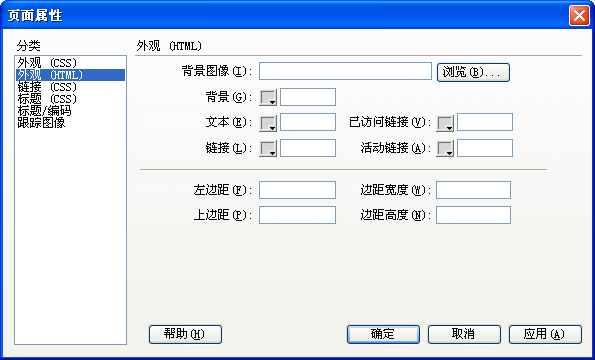 页面属性
分类
外观 (CSS)
外观 (HTML)
链接 (CSS)
标题 (CSS)
标题/编码
跟踪图像
外观 (HTML)
背景图像(I):
浏览(B)...
背景(G):
文本(E):
已访问链接(V):
链接(L):
活动链接(A):
左边距(F):
边距宽度(W):
上边距(P):
边距高度(N):
帮助(H)
确定
取消
应用(A)